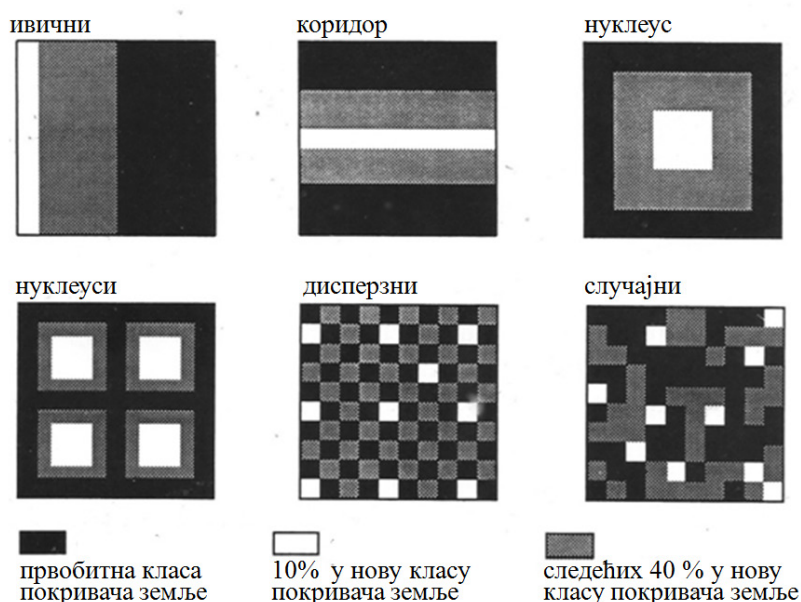 ивични
коридор
нуклеус
нуклеуси
дисперзни
случајни
првобитна класа
покривача земље
10% у нову класу
покривача земље
следећих 40 % у нову
класу покривача земље